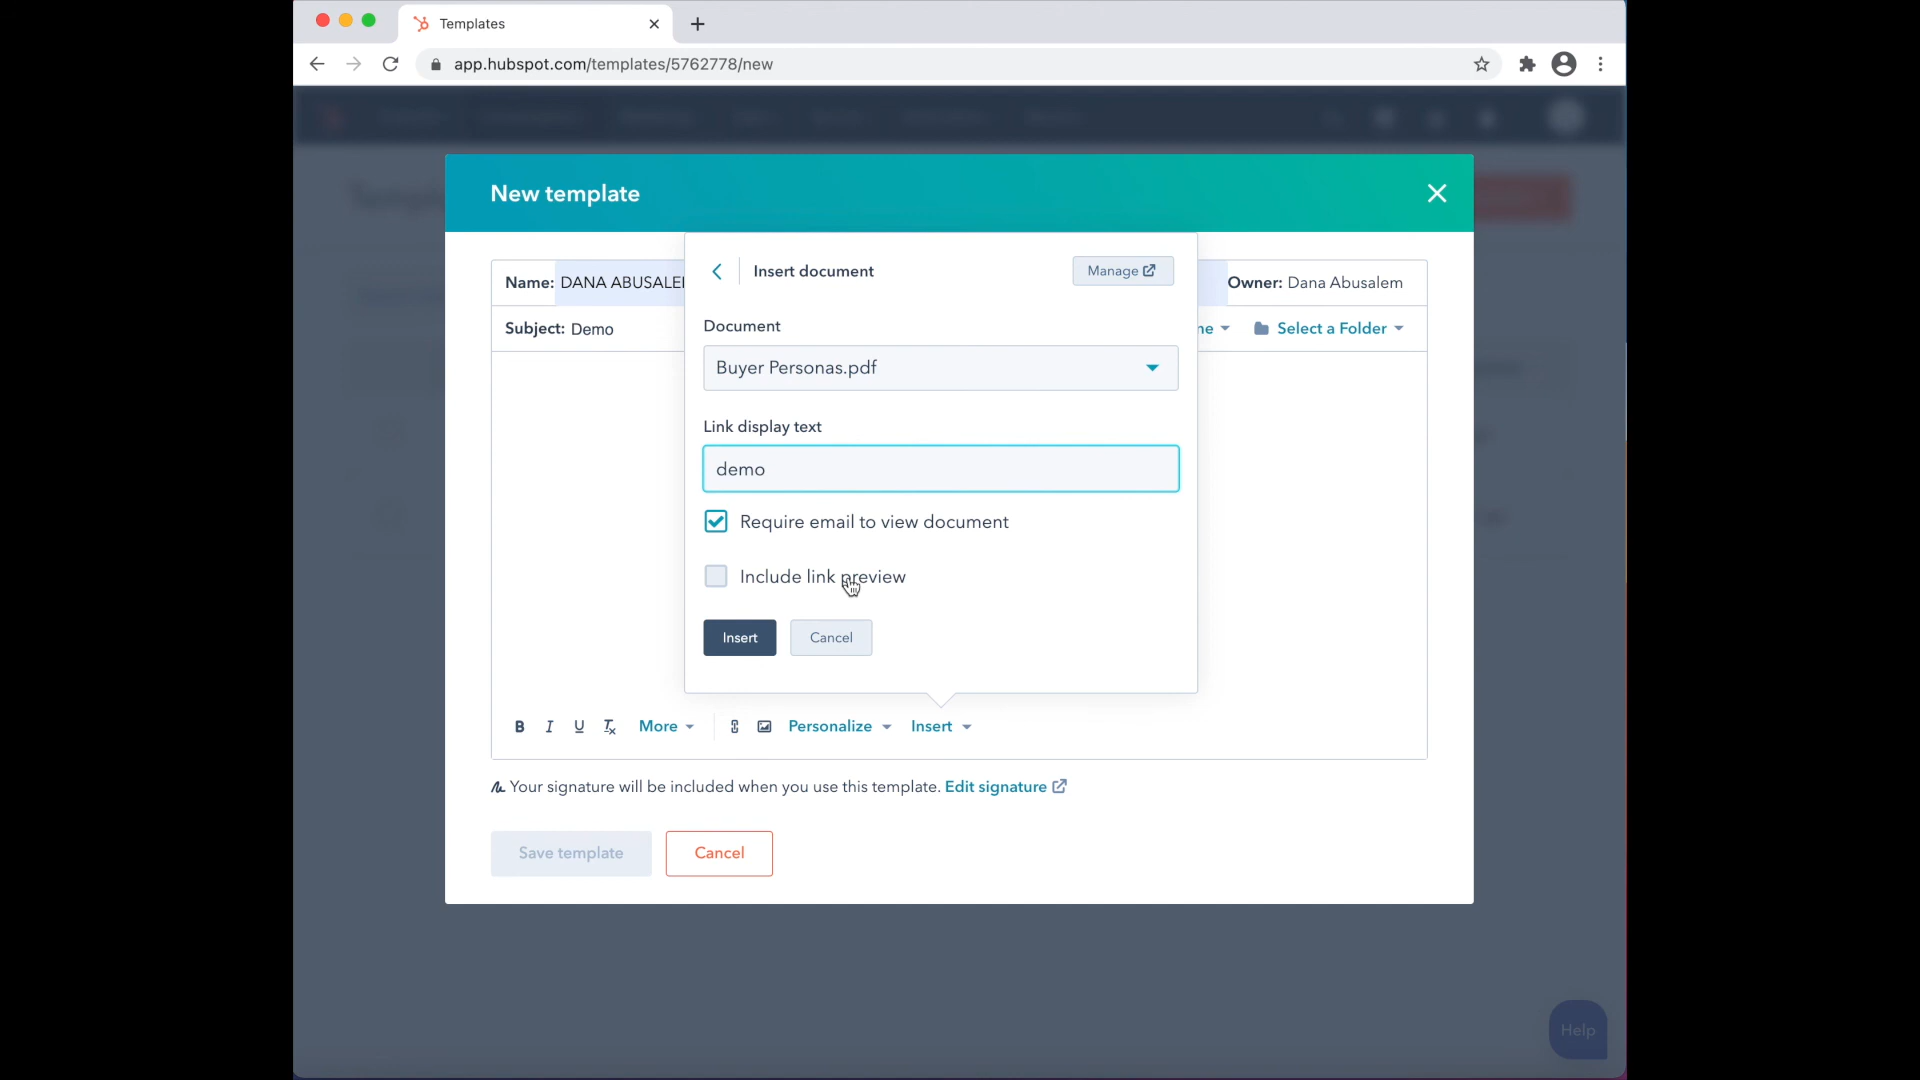 Templates
app.hubspot.com/templates/5762778/new
New template
Name: DANA ABUSALE
Owner: Dana Abusalem
Subject: Demo
Select a Folder
Insert document
Manage
Document
Buyer Personas.pdf
Link display text
demo
Require email to view document
Include link preview
Insert Cancel
B I U Tx More Personalize Insert
Your signature will be included when you use this template. Edit signature
Save template Cancel
Help